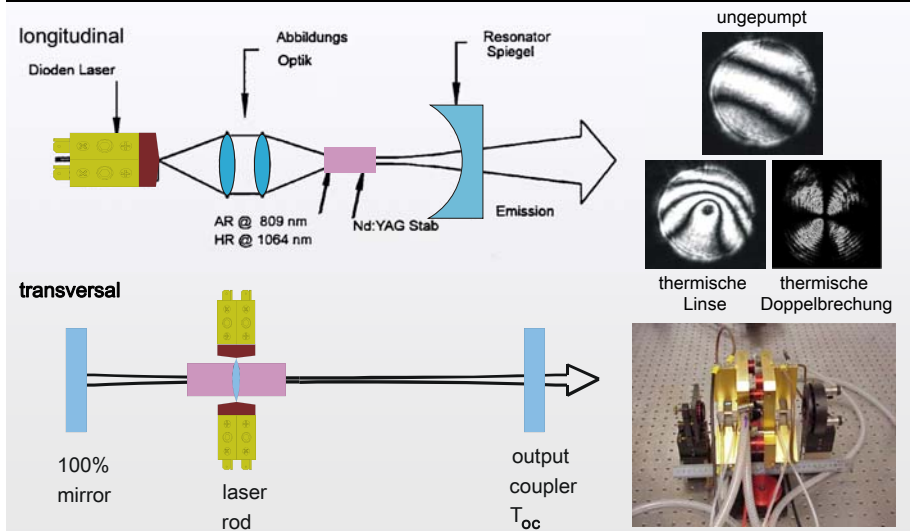 longitudinal
Dioden Laser
Abbildungs
Optik
Resonator
Spiegel
AR @ 809 nm
HR @ 1064 nm
Nd:YAG Stab
Emission
ungepumpt
thermische
Linse
thermische
Doppelbrechung
transversal
100%
mirror
laser
rod
output
coupler
Toc